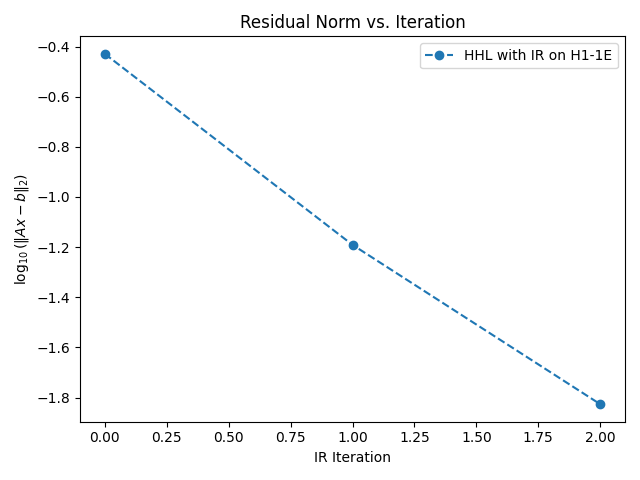 Residual Norm vs. Iteration
HHL with IR on H1-1E
−0.4
−0.6
−0.8
−1.0
−1.2
−1.4
−1.6
−1.8
log₁₀(‖Ax − b‖₂)
0.00 0.25 0.50 0.75 1.00 1.25 1.50 1.75 2.00
IR Iteration